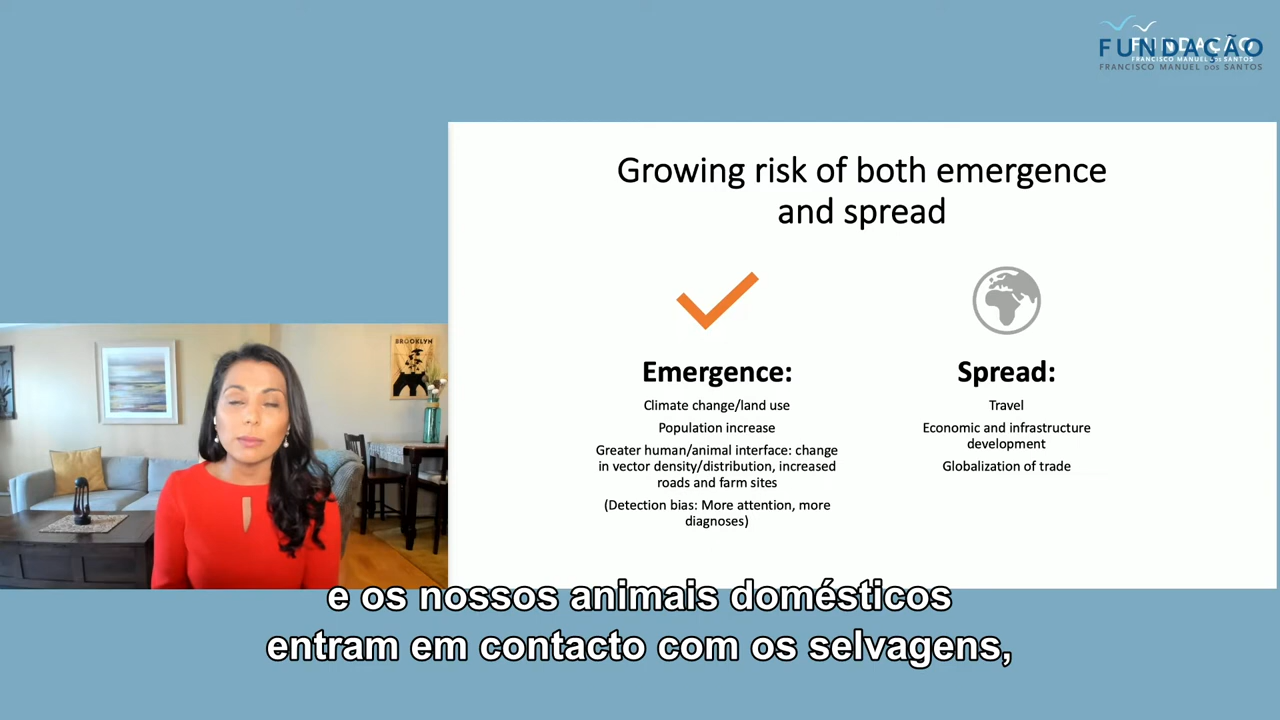 FUNDAÇÃO
FRANCISCO MANUEL DOS SANTOS
Growing risk of both emergence
and spread
Emergence:
Climate change/land use
Population increase
Greater human/animal interface: change
in vector density/distribution, increased
roads and farm sites
(Detection bias: More attention, more
diagnoses)
Spread:
Travel
Economic and infrastructure
development
Globalization of trade
BROOKLYN
e os nossos animais domésticos
entram em contacto com os selvagens,